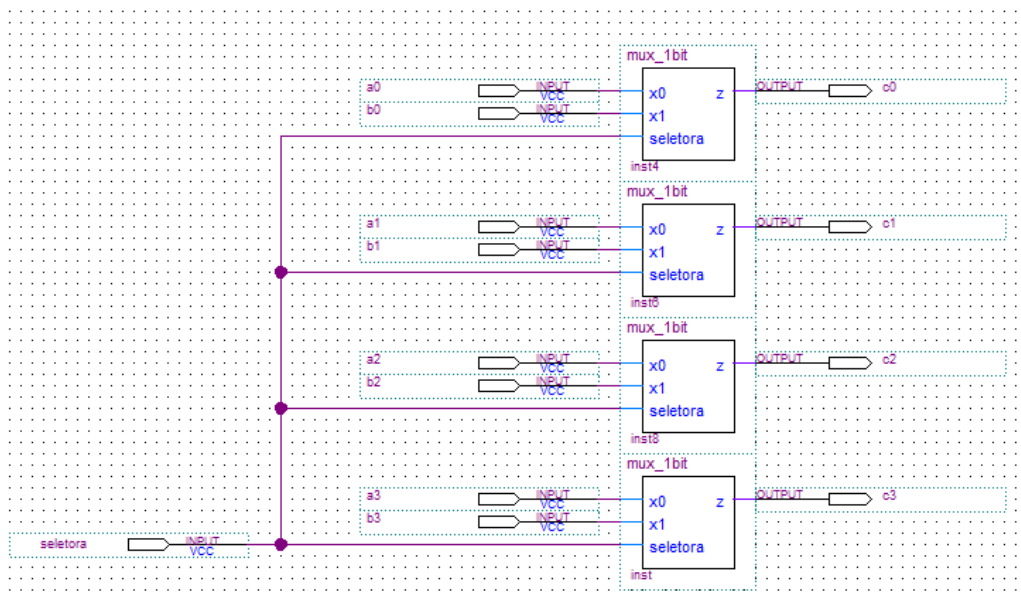 mux_1bit
a0 INPUT VCC x0 z OUTPUT c0
b0 INPUT VCC x1
seletora
inst4
mux_1bit
a1 INPUT VCC x0 z OUTPUT c1
b1 INPUT VCC x1
seletora
inst6
mux_1bit
a2 INPUT VCC x0 z OUTPUT c2
b2 INPUT VCC x1
seletora
inst8
mux_1bit
a3 INPUT VCC x0 z OUTPUT c3
b3 INPUT VCC x1
seletora INPUT VCC seletora
inst